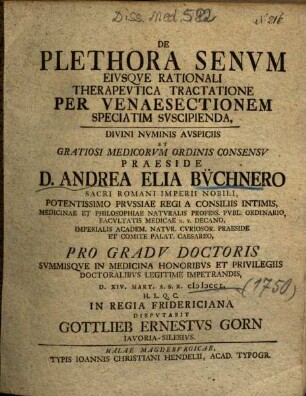 Diss. Med. 582
N. 516
DE
PLETHORA SENVM
EIVSQVE RATIONALI
THERAPEVTICA TRACTATIONE
PER VENAESECTIONEM
SPECIATIM SVSCIPIENDA,
DIVINI NVMINIS AVSPICIIS
ET
GRATIOSI MEDICORVM ORDINIS CONSENSV
PRAESIDE
D. ANDREA ELIA BVCHNERO
SACRI ROMANI IMPERII NOBILI,
POTENTISSIMO PRVSSIAE REGI A CONSILIIS INTIMIS,
MEDICINAE ET PHILOSOPHIAE NATVRALIS PROFESS. PVBL. ORDINARIO,
FACVLTATIS MEDICAE H. T. DECANO,
IMPERIALIS ACADEM. NATVR. CVRIOSOR. PRAESIDE
ET COMITE PALAT. CAESAREO,
PRO GRADV DOCTORIS
SVMMISQVE IN MEDICINA HONORIBVS ET PRIVILEGIIS
DOCTORALIBVS LEGITIME IMPETRANDIS,
D. XIV. MART. A. S. R. cIɔIɔccL.
(1750)
H. L. Q. C.
IN REGIA FRIDERICIANA
DISPVTABIT
GOTTLIEB ERNESTVS GORN
IAVORIA-SILESIVS.
HALAE MAGDEBVRGICAE,
TYPIS IOANNIS CHRISTIANI HENDELII, ACAD. TYPOGR.